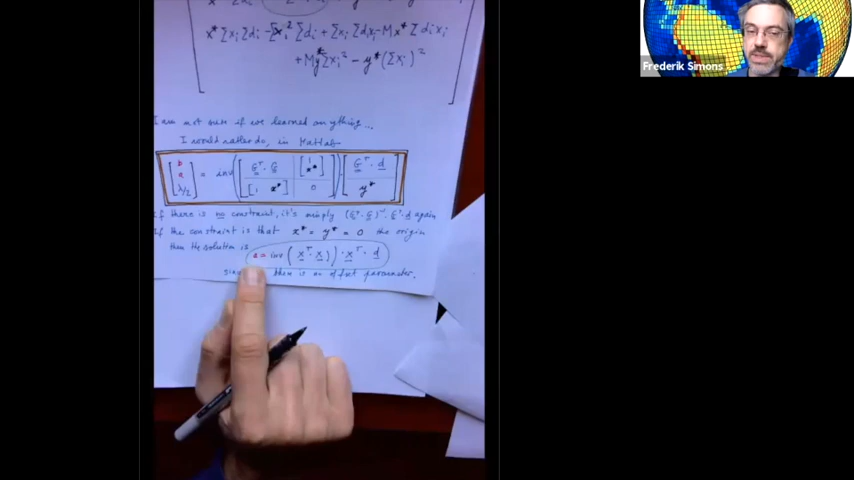 x* Σxᵢ Σdᵢ - Σxᵢ² Σdᵢ + Σxᵢ Σdᵢxᵢ - Mx* Σdᵢxᵢ
+ My* Σxᵢ² - y* (Σxᵢ)²
I am not sure if we learned anything...
I would rather do, in Matlab
[b a λ/2] = inv([Gᵀ·G [1 x*] [1 x*] 0])·[Gᵀ·d y*]
If there is no constraint, it's simply (Gᵀ·G)⁻¹·Gᵀ·d again
If the constraint is that x* = y* = 0 the origin
then the solution is a = inv(xᵀ·x)·xᵀ·d
there is no offset parameter.
Frederik Simons